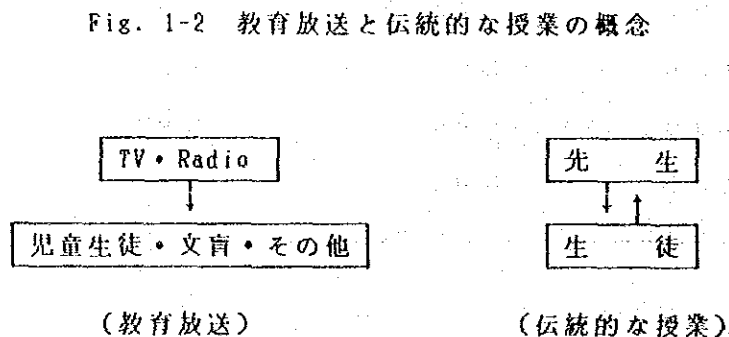 Fig. 1-2 教育放送と伝統的な授業の概念
TV・Radio
児童生徒・文盲・その他
(教育放送)
先 生
生 徒
(伝統的な授業)